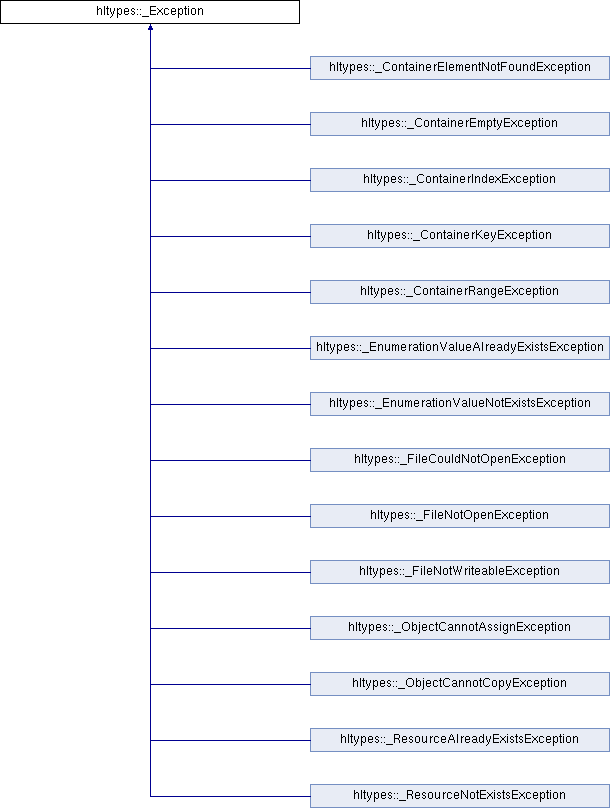 hltypes::_Exception
hltypes::_ContainerElementNotFoundException
hltypes::_ContainerEmptyException
hltypes::_ContainerIndexException
hltypes::_ContainerKeyException
hltypes::_ContainerRangeException
hltypes::_EnumerationValueAlreadyExistsException
hltypes::_EnumerationValueNotExistsException
hltypes::_FileCouldNotOpenException
hltypes::_FileNotOpenException
hltypes::_FileNotWriteableException
hltypes::_ObjectCannotAssignException
hltypes::_ObjectCannotCopyException
hltypes::_ResourceAlreadyExistsException
hltypes::_ResourceNotExistsException